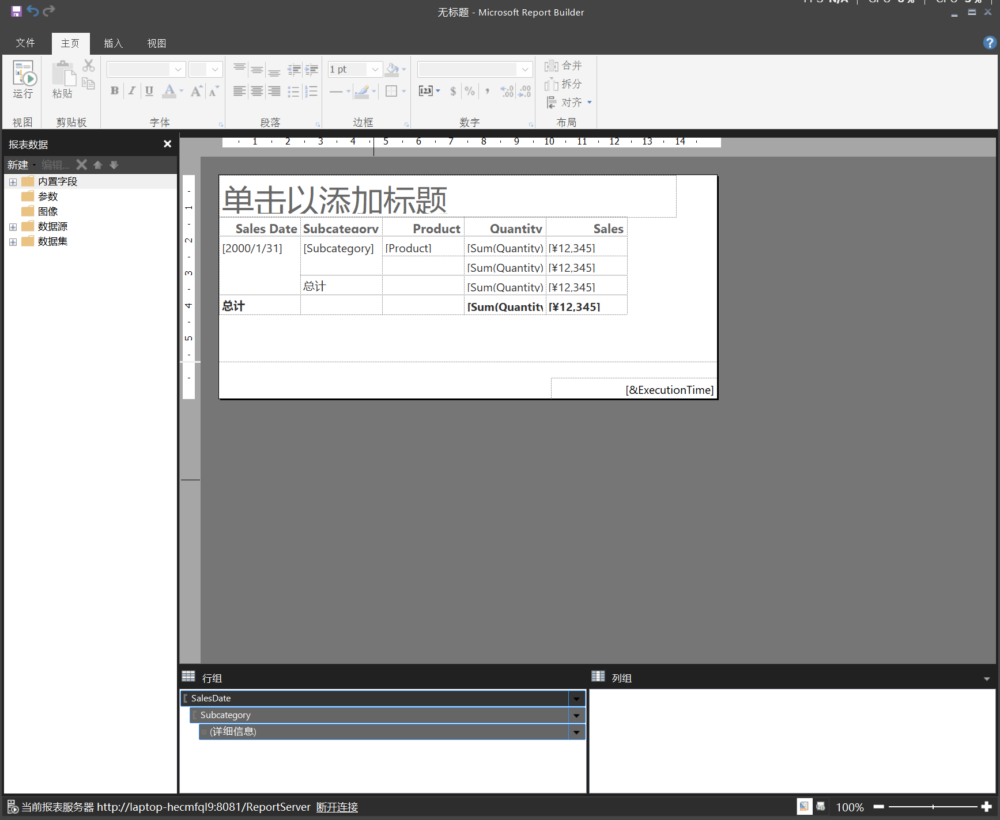 无标题 - Microsoft Report Builder
文件 主页 插入 视图
运行
粘贴
1 pt
合并
拆分
对齐
B I U A A A
[123] $ % , .0 .00 .00 .0
视图 剪贴板 字体 段落 边框 数字 布局
报表数据
新建 编辑...
内置字段
参数
图像
数据源
数据集
1 2 3 4 5 6 7 8 9 10 11 12 13 14
1
2
3
4
5
单击以添加标题
Sales Date Subcategory Product Quantity Sales
[2000/1/31] [Subcategory] [Product] [Sum(Quantity) [¥12,345]
[Sum(Quantity) [¥12,345]
总计 [Sum(Quantity) [¥12,345]
总计 [Sum(Quantity [¥12,345]
[&ExecutionTime]
行组
列组
SalesDate
Subcategory
(详细信息)
当前报表服务器 http://laptop-hecmfql9:8081/ReportServer 断开连接
100%